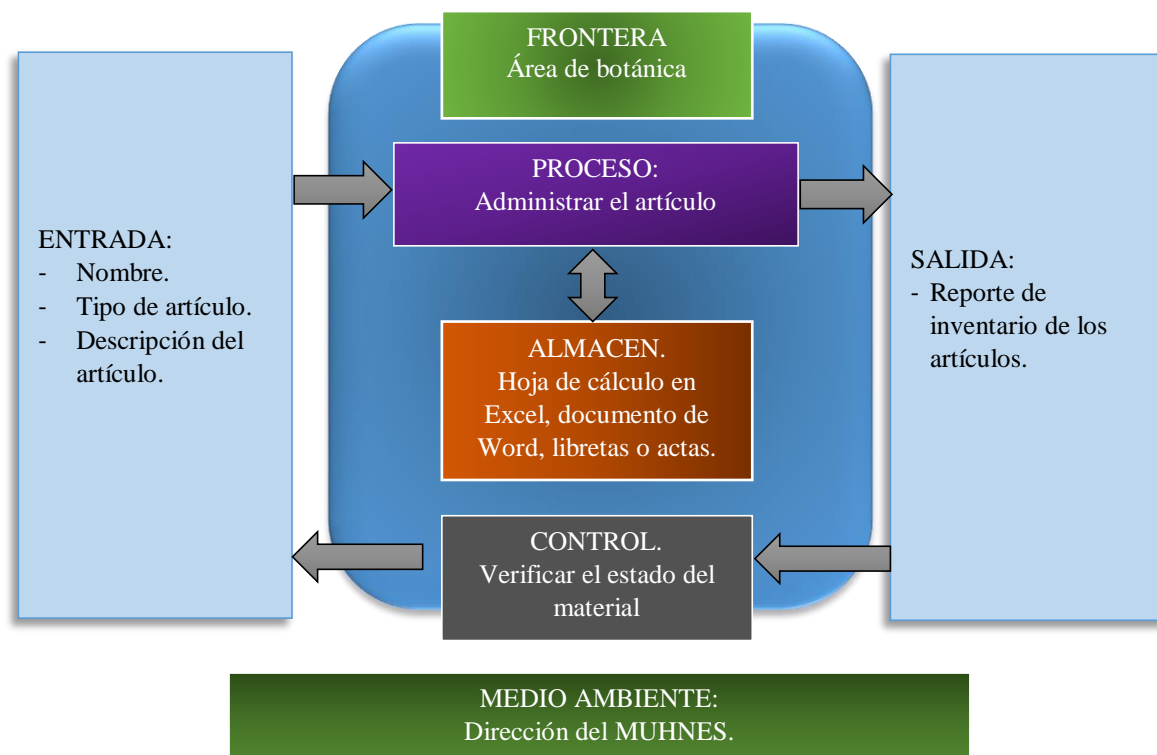 FRONTERA
Área de botánica
PROCESO:
Administrar el artículo
ENTRADA:
- Nombre.
- Tipo de artículo.
- Descripción del
artículo.
SALIDA:
- Reporte de
inventario de los
artículos.
ALMACEN.
Hoja de cálculo en
Excel, documento de
Word, libretas o actas.
CONTROL.
Verificar el estado del
material
MEDIO AMBIENTE:
Dirección del MUHNES.